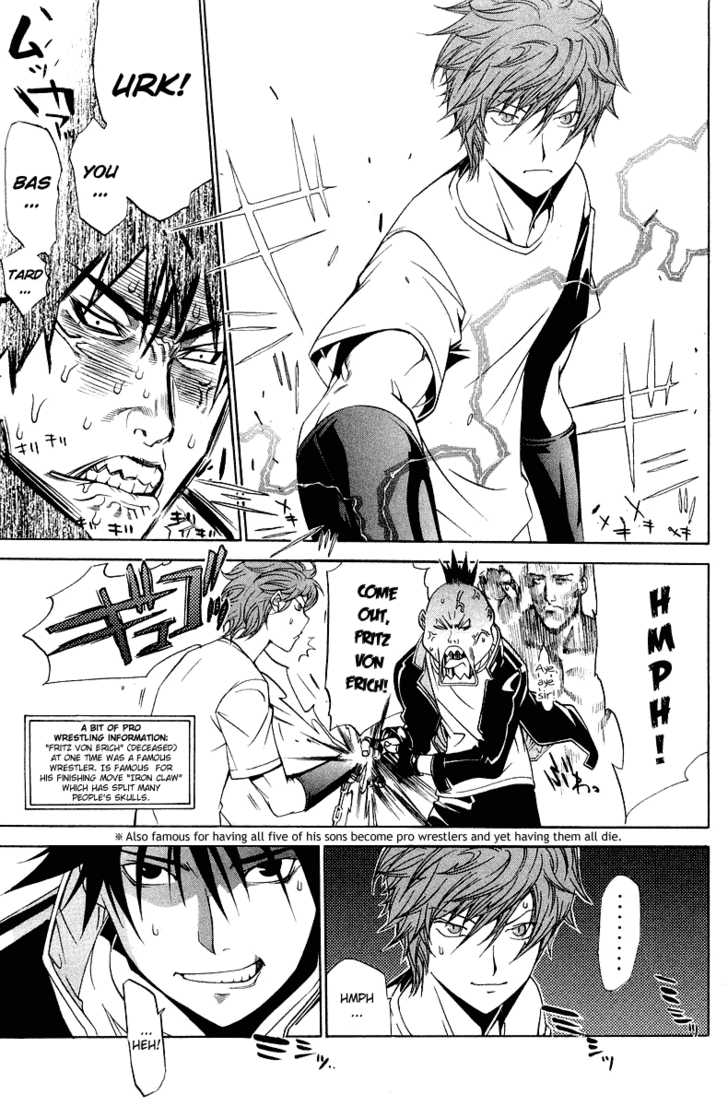 URK!
YOU
...
BAS
...
TARD
...
ムッカァッ
HMPH!
Aye
aye
sir!
COME
OUT,
FRITZ
VON
ERICH!
A BIT OF PRO
WRESTLING INFORMATION:
"FRITZ VON ERICH" (DECEASED)
AT ONE TIME WAS A FAMOUS
WRESTLER. IS FAMOUS FOR
HIS FINISHING MOVE "IRON CLAW"
WHICH HAS SPLIT MANY
PEOPLE'S SKULLS.
※ Also famous for having all five of his sons become pro wrestlers and yet having them all die.
......
HMPH
...
...
HEH!